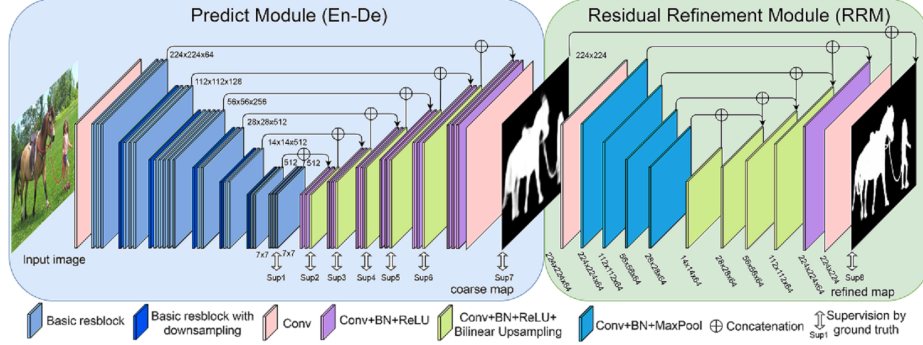 Predict Module (En-De)
Residual Refinement Module (RRM)
224x224x64
112x112x128
56x56x256
28x28x512
14x14x512
512
512
7x7
7x7
Input image
Sup1
Sup2
Sup3
Sup4
Sup5
Sup6
Sup7
coarse map
224x224
224x224x64
224x224x64
112x112x64
56x56x64
28x28x64
14x14x64
28x28x64
56x56x64
112x112x64
224x224x64
224x224
Sup8
refined map
Basic resblock
Basic resblock with
downsampling
Conv
Conv+BN+ReLU
Conv+BN+ReLU+
Bilinear Upsampling
Conv+BN+MaxPool
Concatenation
Sup1
Supervision by
ground truth